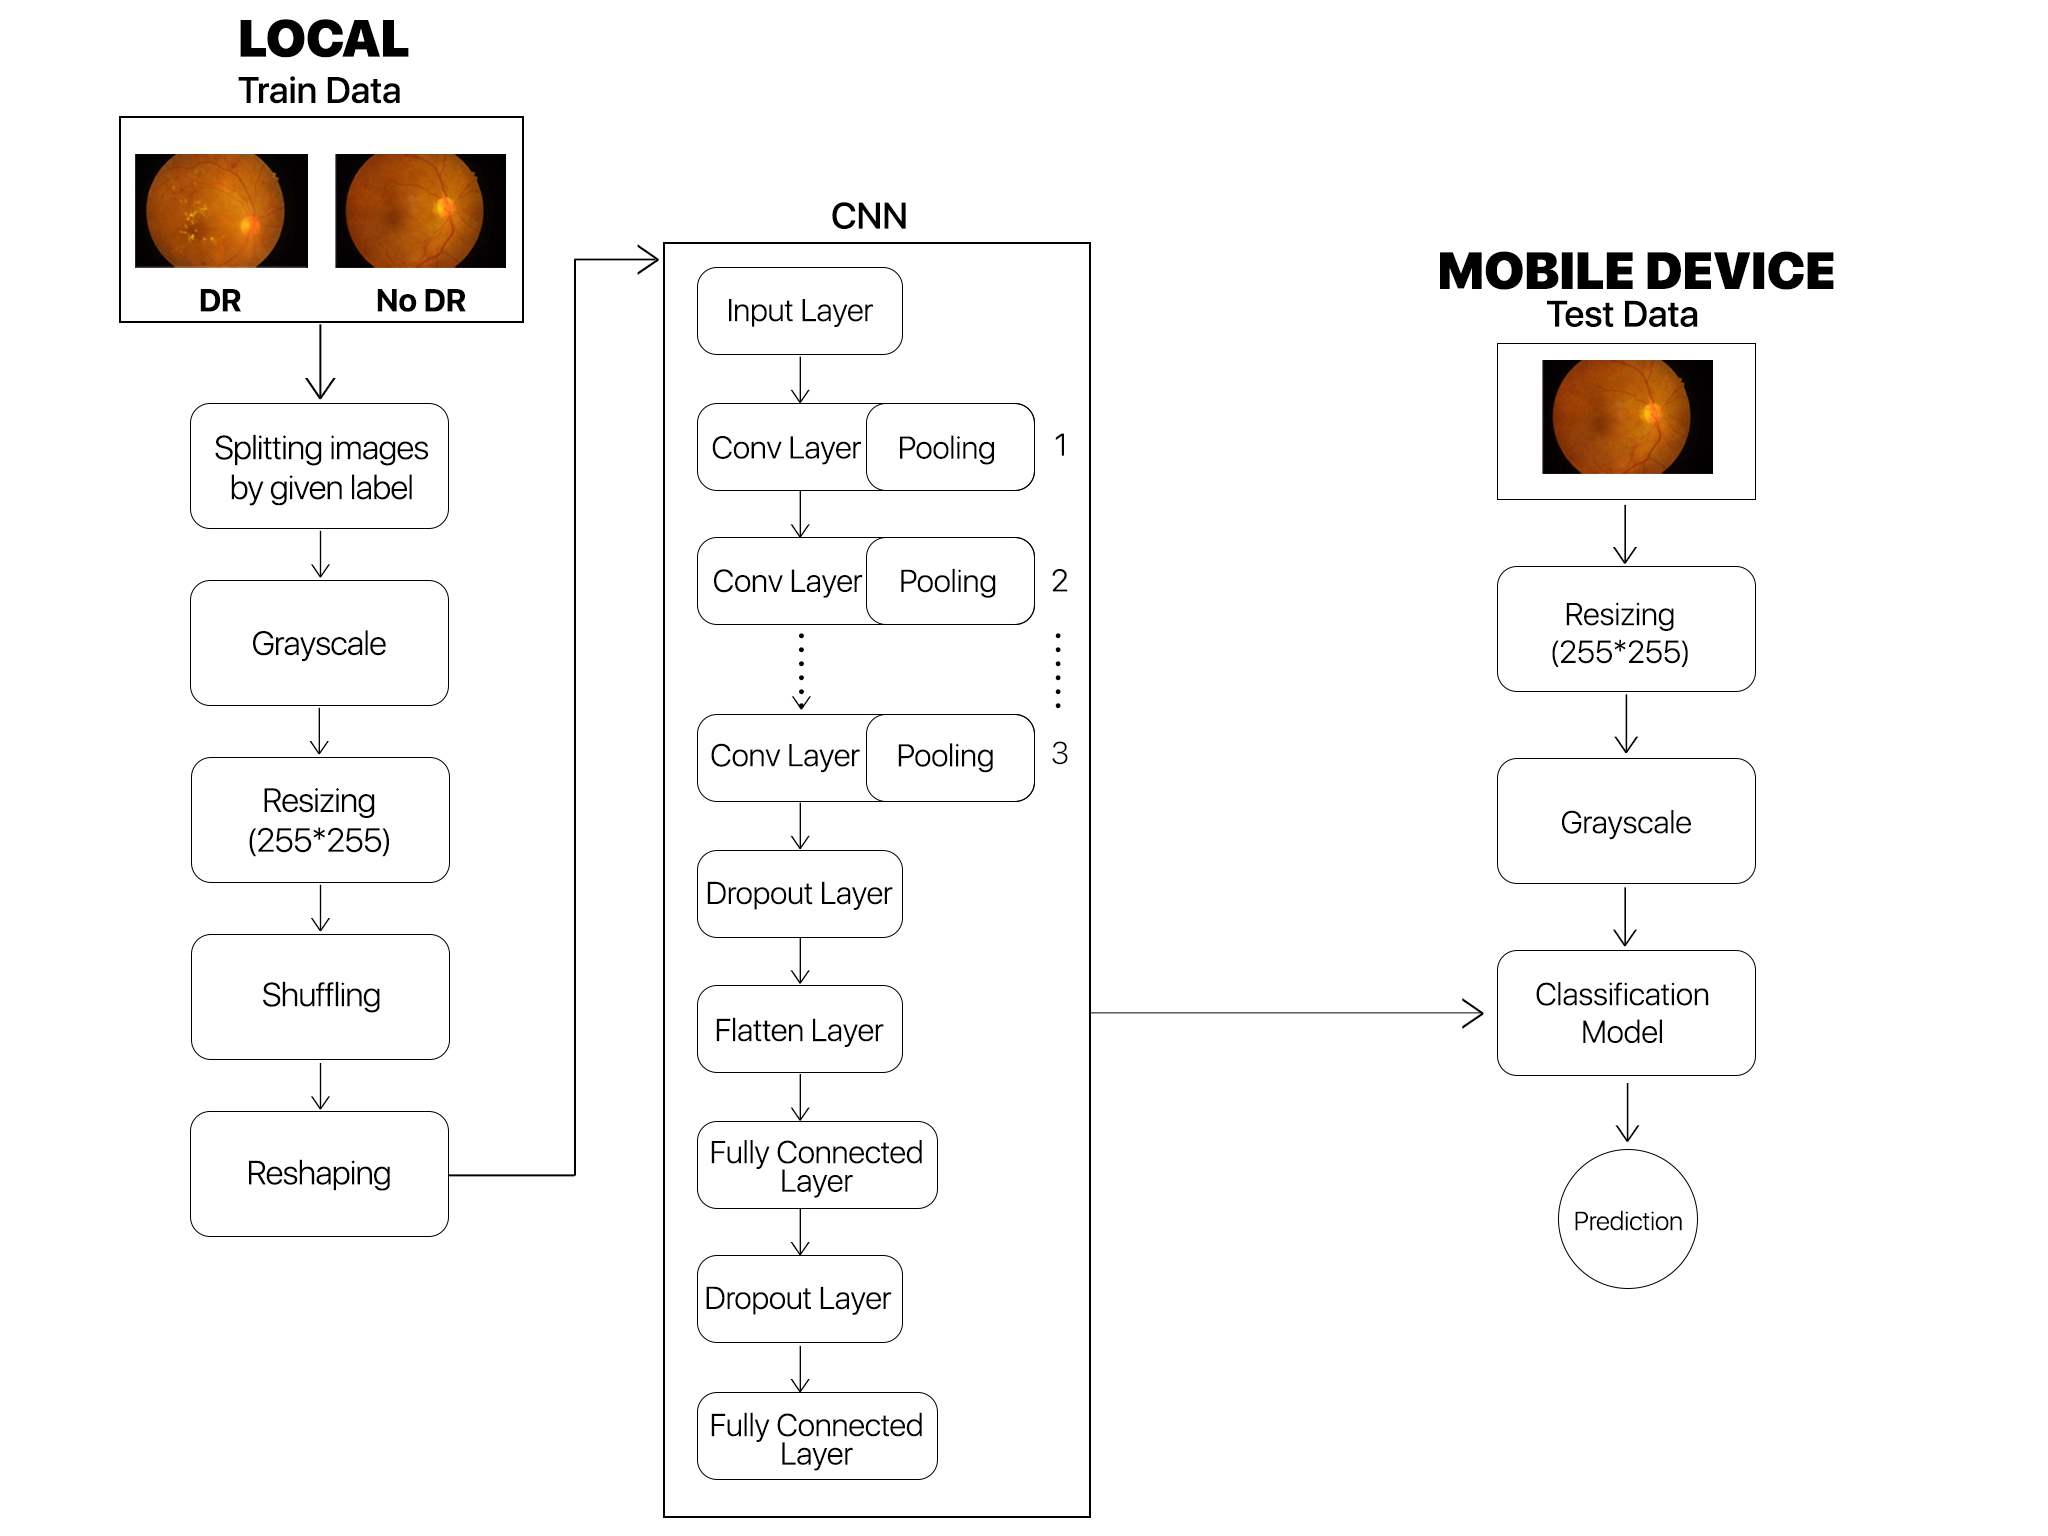 LOCAL
Train Data
DR
No DR
Splitting images
by given label
Grayscale
Resizing
(255*255)
Shuffling
Reshaping
CNN
Input Layer
Conv Layer
Pooling
1
Conv Layer
Pooling
2
Conv Layer
Pooling
3
Dropout Layer
Flatten Layer
Fully Connected
Layer
Dropout Layer
Fully Connected
Layer
MOBILE DEVICE
Test Data
Resizing
(255*255)
Grayscale
Classification
Model
Prediction